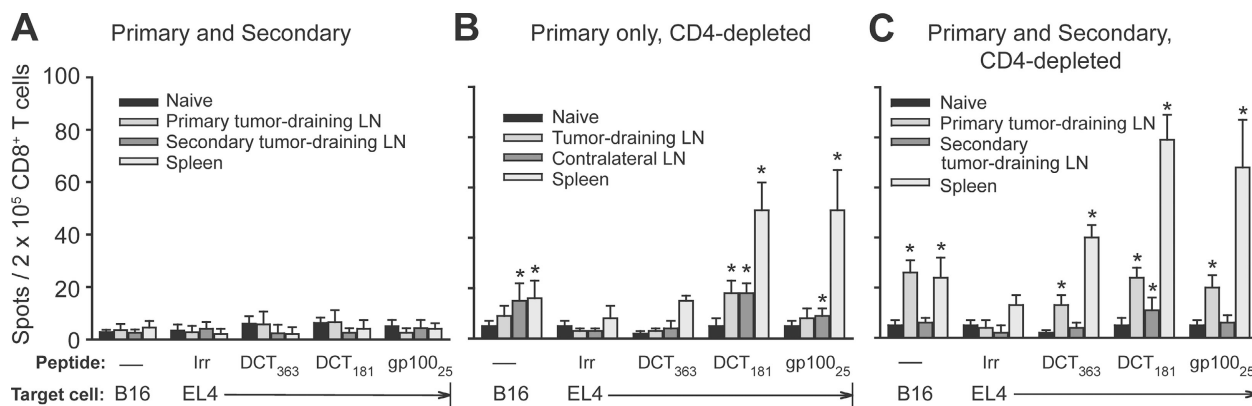 A Primary and Secondary
Spots / 2 x 10⁵ CD8⁺ T cells
100
80
60
40
20
0
Naive
Primary tumor-draining LN
Secondary tumor-draining LN
Spleen
B Primary only, CD4-depleted
Naive
Tumor-draining LN
Contralateral LN
Spleen
* * * * * * *
C Primary and Secondary,
CD4-depleted
Naive
Primary tumor-draining LN
Secondary
tumor-draining LN
Spleen
* * * * * * * * *
Peptide: — Irr DCT₃₆₃ DCT₁₈₁ gp100₂₅ — Irr DCT₃₆₃ DCT₁₈₁ gp100₂₅ — Irr DCT₃₆₃ DCT₁₈₁ gp100₂₅
Target cell: B16 EL4 B16 EL4 B16 EL4